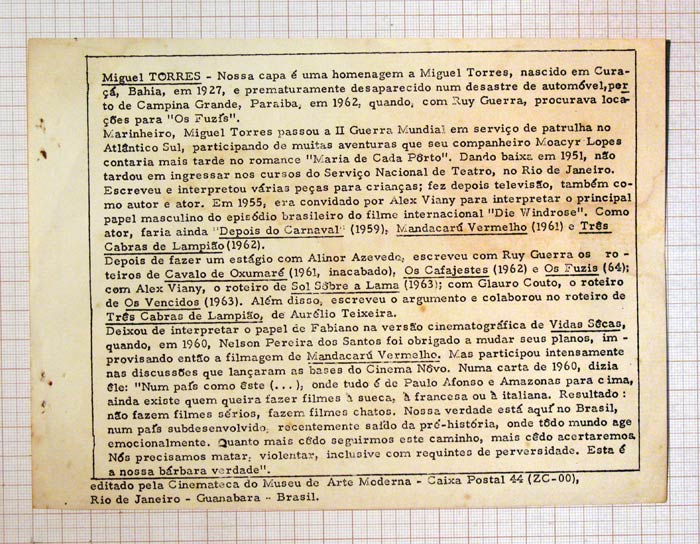 Miguel TORRES - Nossa capa é uma homenagem a Miguel Torres, nascido em Cura-
çá, Bahia, em 1927, e prematuramente desaparecido num desastre de automóvel, per
to de Campina Grande, Paraiba, em 1962, quando, com Ruy Guerra, procurava loca-
ções para "Os Fuzís".
Marinheiro, Miguel Torres passou a II Guerra Mundial em serviço de patrulha no
Atlântico Sul, participando de muitas aventuras que seu companheiro Moacyr Lopes
contaria mais tarde no romance "Maria de Cada Pôrto". Dando baixa em 1951, não
tardou em ingressar nos cursos do Serviço Nacional de Teatro, no Rio de Janeiro.
Escreveu e interpretou várias peças para crianças; fez depois televisão, também co-
mo autor e ator. Em 1955, era convidado por Alex Viany para interpretar o principal
papel masculino do episódio brasileiro do filme internacional "Die Windrose". Como
ator, faria ainda "Depois do Carnaval" (1959), Mandacarú Vermelho (1961) e Três
Cabras de Lampião (1962).
Depois de fazer um estágio com Alinor Azevedo, escreveu com Ruy Guerra os ro-
teiros de Cavalo de Oxumaré (1961, inacabado), Os Cafajestes (1962) e Os Fuzis (64);
com Alex Viany, o roteiro de Sol Sôbre a Lama (1963); com Glauro Couto, o roteiro
de Os Vencidos (1963). Além disso, escreveu o argumento e colaborou no roteiro de
Três Cabras de Lampião, de Aurélio Teixeira.
Deixou de interpretar o papel de Fabiano na versão cinematográfica de Vidas Sêcas,
quando, em 1960, Nelson Pereira dos Santos foi obrigado a mudar seus planos, im-
provisando então a filmagem de Mandacarú Vermelho. Mas participou intensamente
nas discussões que lançaram as bases do Cinema Nôvo. Numa carta de 1960, dizia
êle: "Num país como êste (...), onde tudo é de Paulo Afonso e Amazonas para cima,
ainda existe quem queira fazer filmes à sueca, à francesa ou à italiana. Resultado :
não fazem filmes sérios, fazem filmes chatos. Nossa verdade está aquí no Brasil,
num país subdesenvolvido, recentemente saído da pré-história, onde todo mundo age
emocionalmente. Quanto mais cêdo seguirmos este caminho, mais cêdo acertaremos.
Nós precisamos matar, violentar, inclusive com requintes de perversidade. Esta é
a nossa bárbara verdade".
editado pela Cinemateca do Museu de Arte Moderna - Caixa Postal 44 (ZC-00),
Rio de Janeiro - Guanabara - Brasil.